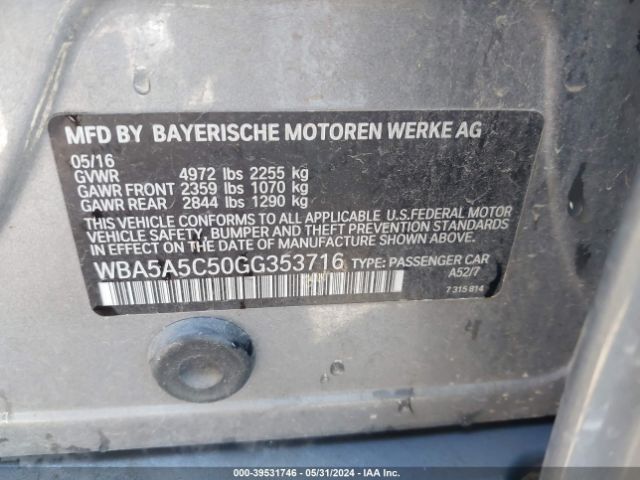 MFD BY BAYERISCHE MOTOREN WERKE AG
05/16
GVWR 4972 lbs 2255 kg
GAWR FRONT 2359 lbs 1070 kg
GAWR REAR 2844 lbs 1290 kg
THIS VEHICLE CONFORMS TO ALL APPLICABLE U.S.FEDERAL MOTOR
VEHICLE SAFETY, BUMPER AND THEFT PREVENTION STANDARDS
IN EFFECT ON THE DATE OF MANUFACTURE SHOWN ABOVE.
WBA5A5C50GG353716 TYPE: PASSENGER CAR
A52/7
7 315 814
000-39531746 - 05/31/2024 - IAA Inc.